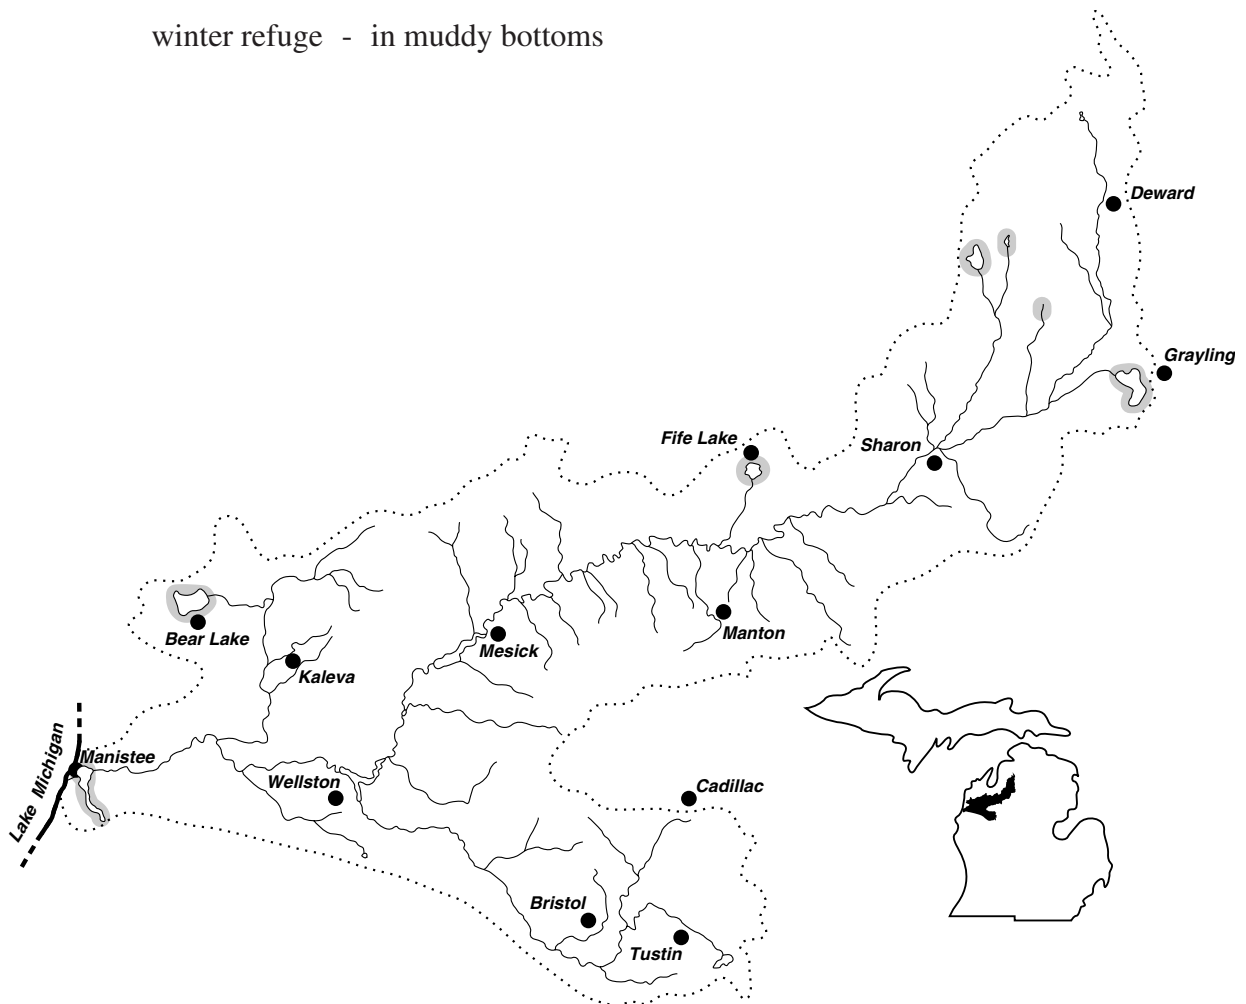 winter refuge - in muddy bottoms
Deward
Grayling
Fife Lake
Sharon
Bear Lake
Kaleva
Mesick
Manton
Lake Michigan
Manistee
Wellston
Cadillac
Bristol
Tustin